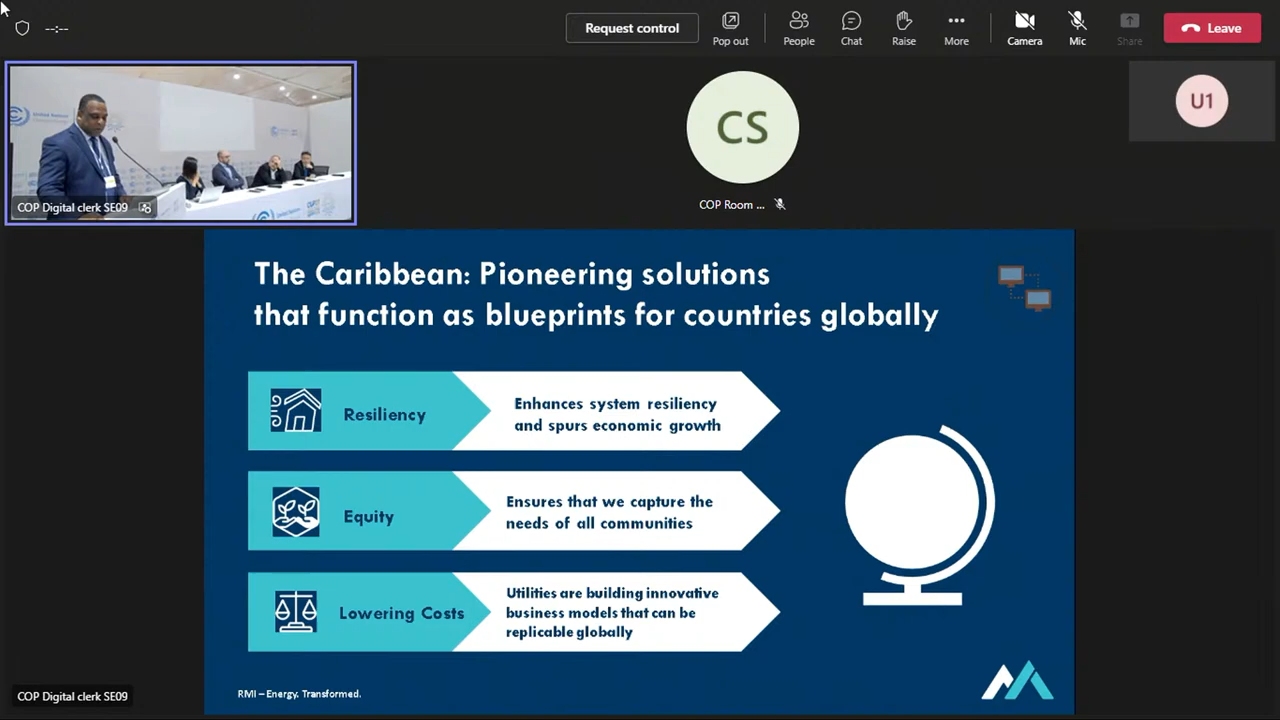 --:--
Request control
Pop out
People
Chat
Raise
More
Camera
Mic
Share
Leave
COP Digital clerk SE09
CS
COP Room ...
U1
The Caribbean: Pioneering solutions
that function as blueprints for countries globally
Resiliency
Enhances system resiliency
and spurs economic growth
Equity
Ensures that we capture the
needs of all communities
Lowering Costs
Utilities are building innovative
business models that can be
replicable globally
RMI – Energy. Transformed.
COP Digital clerk SE09